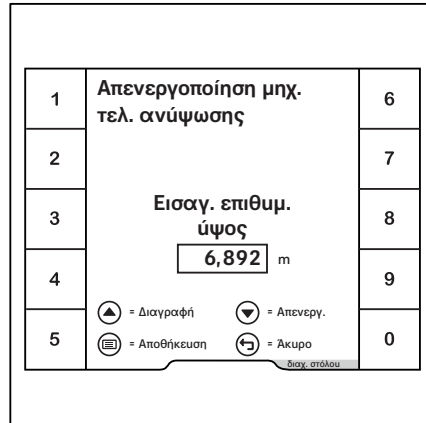 Απενεργοποίηση μηχ.
τελ. ανύψωσης
1
2
3
4
5
6
7
8
9
0
Εισαγ. επιθυμ.
ύψος
6,892 m
= Διαγραφή = Απενεργ.
= Αποθήκευση = Άκυρο
διαχ. στόλου